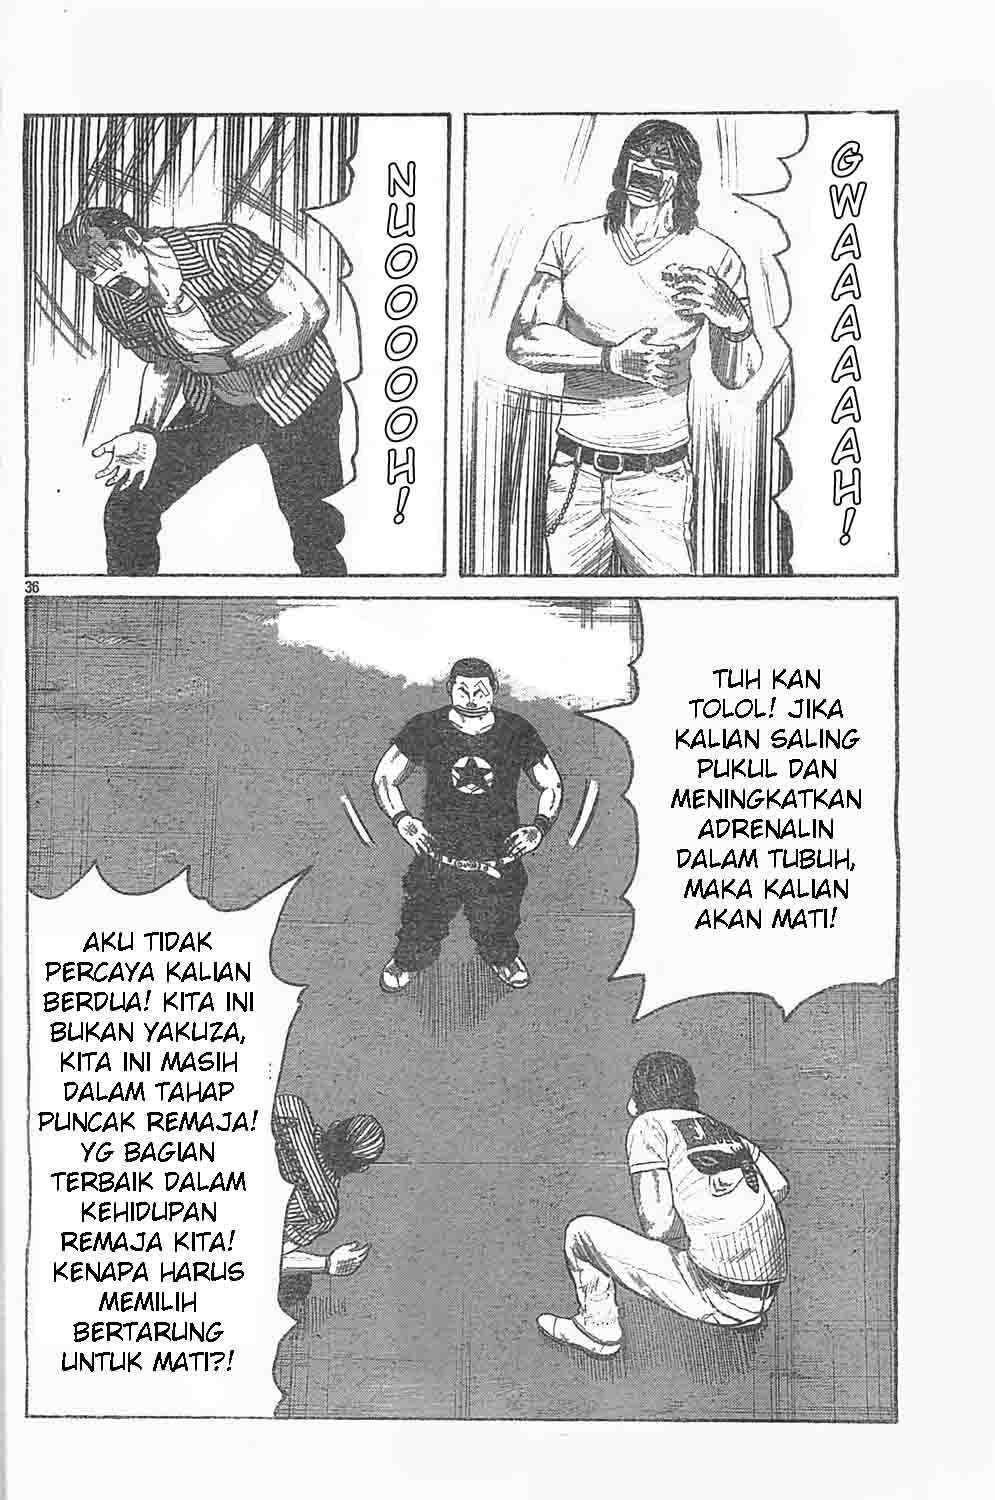 GWAAAAAAAH!
NUOOOOOOH!
36
TUH KAN
TOLOL! JIKA
KALIAN SALING
PUKUL DAN
MENINGKATKAN
ADRENALIN
DALAM TUBUH,
MAKA KALIAN
AKAN MATI!
AKU TIDAK
PERCAYA KALIAN
BERDUA! KITA INI
BUKAN YAKUZA,
KITA INI MASIH
DALAM TAHAP
PUNCAK REMAJA!
YG BAGIAN
TERBAIK DALAM
KEHIDUPAN
REMAJA KITA!
KENAPA HARUS
MEMILIH
BERTARUNG
UNTUK MATI?!